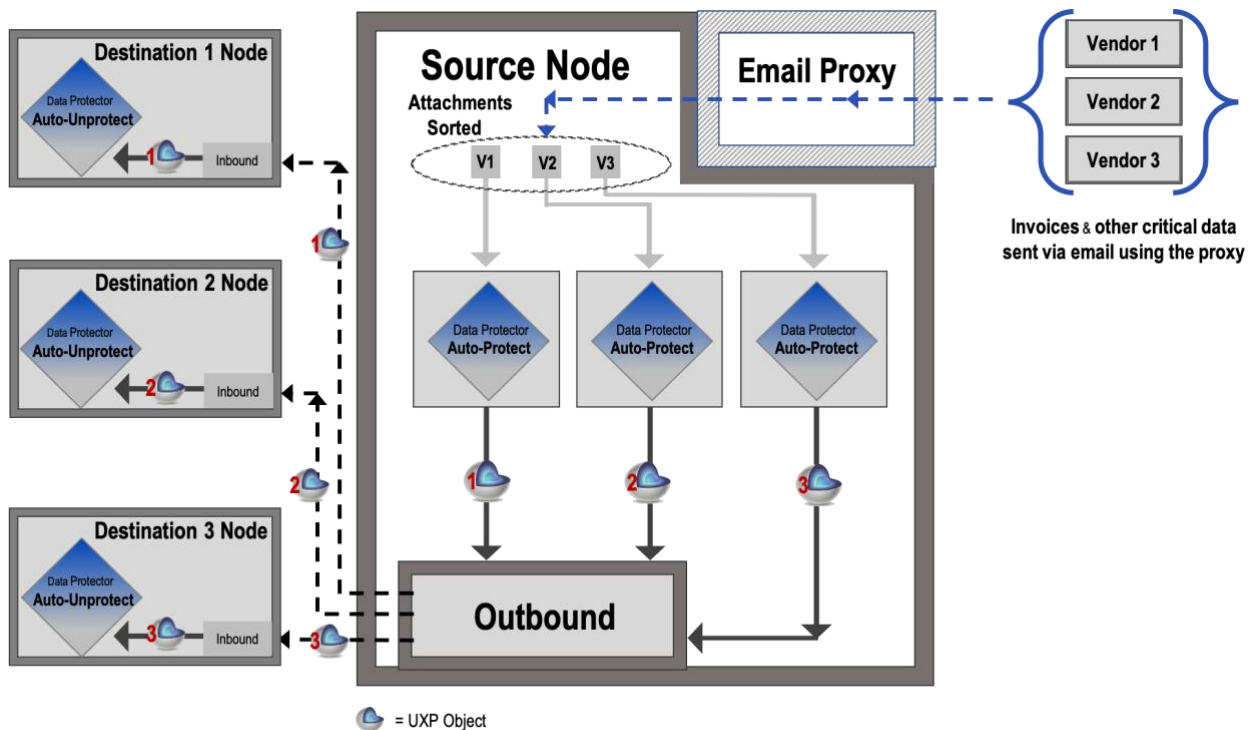 Destination 1 Node
Data Protector
Auto-Unprotect
1
Inbound
Destination 2 Node
Data Protector
Auto-Unprotect
2
Inbound
Destination 3 Node
Data Protector
Auto-Unprotect
3
Inbound
1
2
3
Source Node
Attachments
Sorted
V1
V2
V3
Data Protector
Auto-Protect
Data Protector
Auto-Protect
Data Protector
Auto-Protect
1
2
3
Outbound
Email Proxy
Vendor 1
Vendor 2
Vendor 3
Invoices & other critical data
sent via email using the proxy
= UXP Object